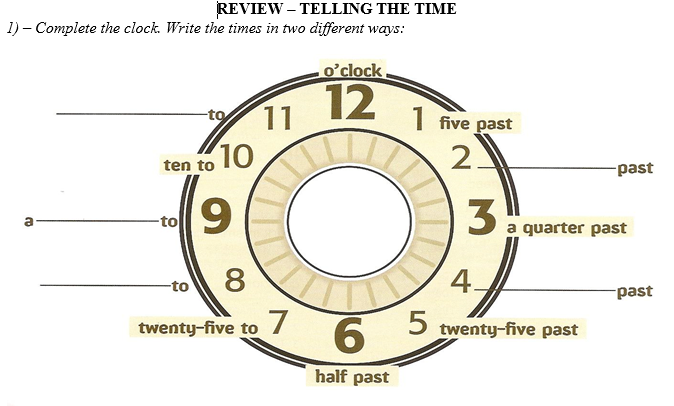 REVIEW – TELLING THE TIME
1) – Complete the clock. Write the times in two different ways:
o'clock
12
to 11 1 five past
ten to 10 2 past
a to 9 3 a quarter past
to 8 4 past
twenty-five to 7 5 twenty-five past
6
half past